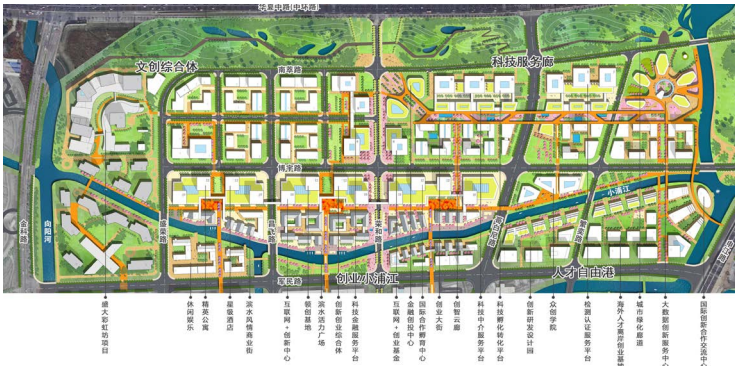 华夏中路(中环路)
文创综合体
科技服务廊
南萃路
博宇路
小浦江
金科路
向阳河
盛荣路
创业小浦江
军民路
人才自由港
盛大彩虹坊项目
休闲娱乐
精英公寓
星级酒店
滨水风情商业街
互联网+创新中心
领创基地
滨水活力广场
创新创业综合体
科技金融服务平台
互联网+创业基金
金融创投中心
国际合作孵育中心
创业大街
创智云廊
科技中介服务平台
科技孵化转化平台
创新研发设计园
众创学院
检测认证服务平台
海外人才离岸创业基地
城市绿化廊道
大数据创新服务中心
国际创新合作交流中心